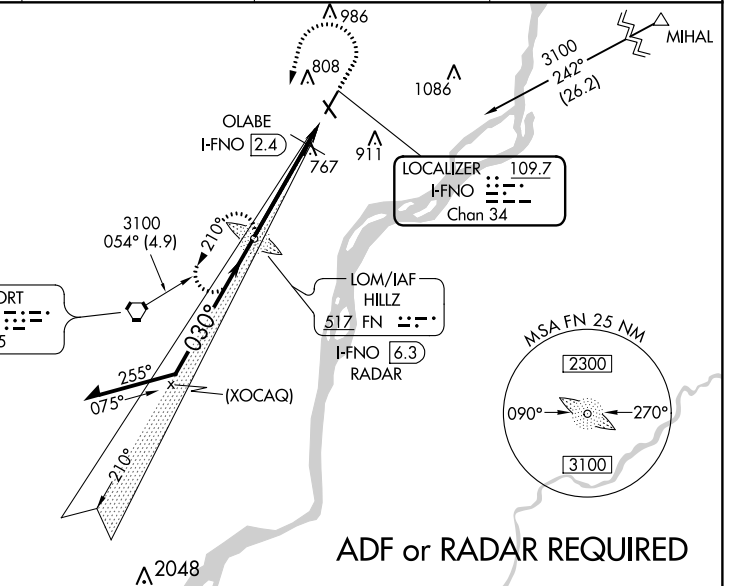 986
808
1086
3100
242°
(26.2)
MIHAL
OLABE
I-FNO 2.4
767
911
LOCALIZER 109.7
I-FNO
Chan 34
3100
054° (4.9)
210°
ORT
5
030°
LOM/IAF
HILLZ
517 FN
I-FNO 6.3
RADAR
255°
075°
(XOCAQ)
210°
MSA FN 25 NM
2300
090°
270°
3100
ADF or RADAR REQUIRED
2048